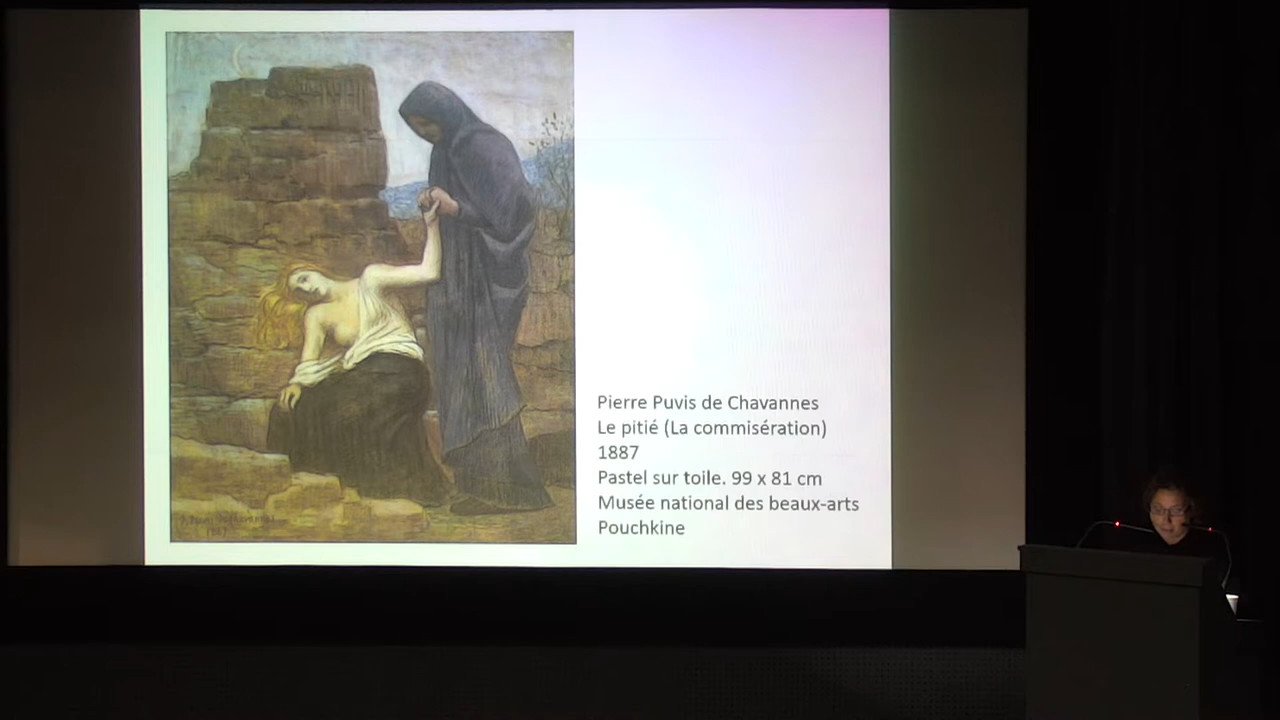 Pierre Puvis de Chavannes
Le pitié (La commisération)
1887
Pastel sur toile. 99 x 81 cm
Musée national des beaux-arts
Pouchkine